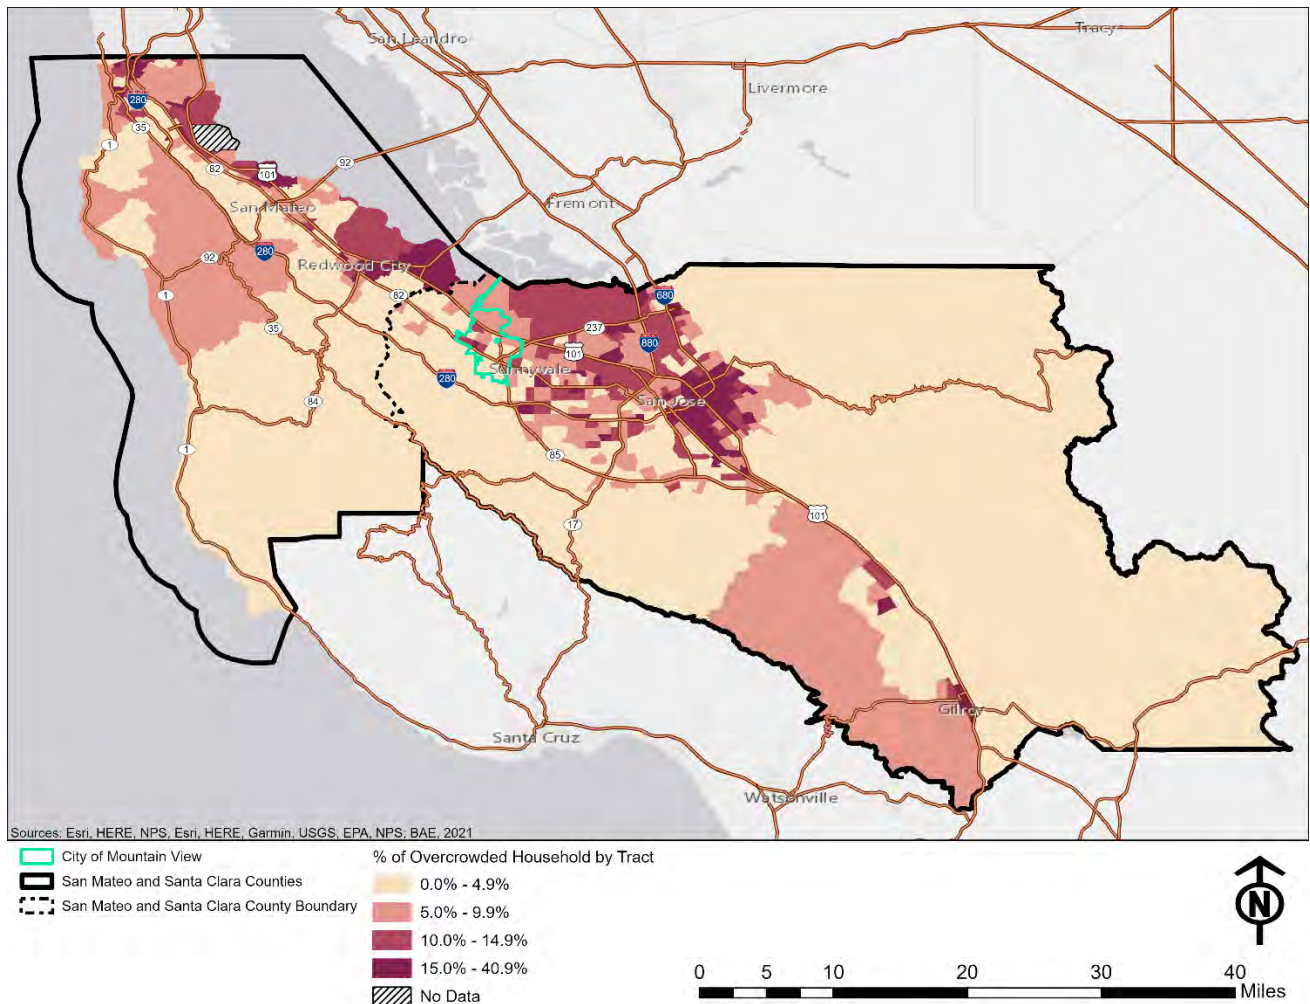 San Leandro
Tracy
Livermore
280
35
1
82
101
92
San Mateo
Fremont
92
280
Redwood City
1
82
680
35
237
101
880
Sunnyvale
280
84
San Jose
1
85
101
17
Gilroy
Santa Cruz
Watsonville
Sources: Esri, HERE, NPS, Esri, HERE, Garmin, USGS, EPA, NPS; BAE, 2021
City of Mountain View
San Mateo and Santa Clara Counties
San Mateo and Santa Clara County Boundary
% of Overcrowded Household by Tract
0.0% - 4.9%
5.0% - 9.9%
10.0% - 14.9%
15.0% - 40.9%
No Data
N
0 5 10 20 30 40
Miles